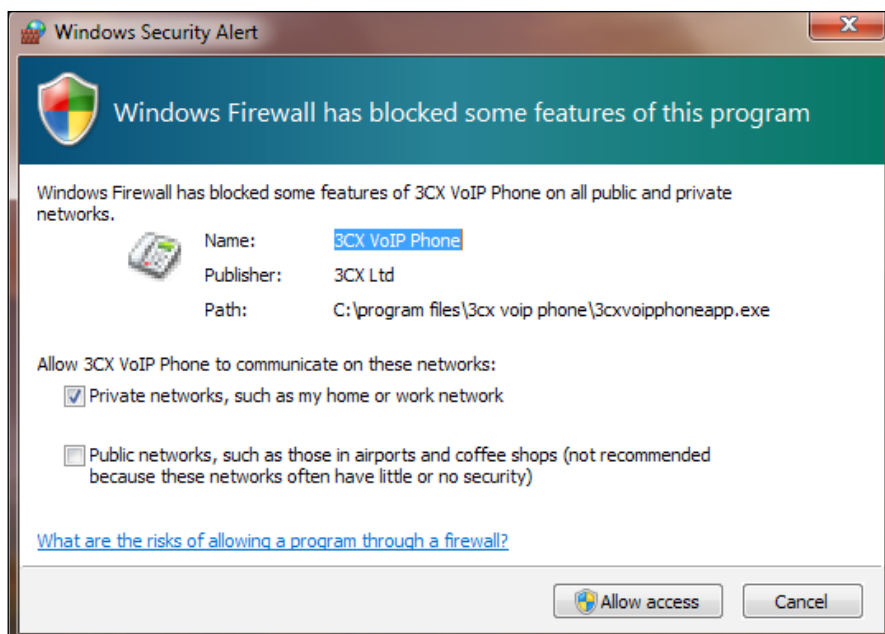 Windows Security Alert
Windows Firewall has blocked some features of this program
Windows Firewall has blocked some features of 3CX VoIP Phone on all public and private
networks.
Name: 3CX VoIP Phone
Publisher: 3CX Ltd
Path: C:\program files\3cx voip phone\3cxvoipphoneapp.exe
Allow 3CX VoIP Phone to communicate on these networks:
Private networks, such as my home or work network
Public networks, such as those in airports and coffee shops (not recommended
because these networks often have little or no security)
What are the risks of allowing a program through a firewall?
Allow access Cancel